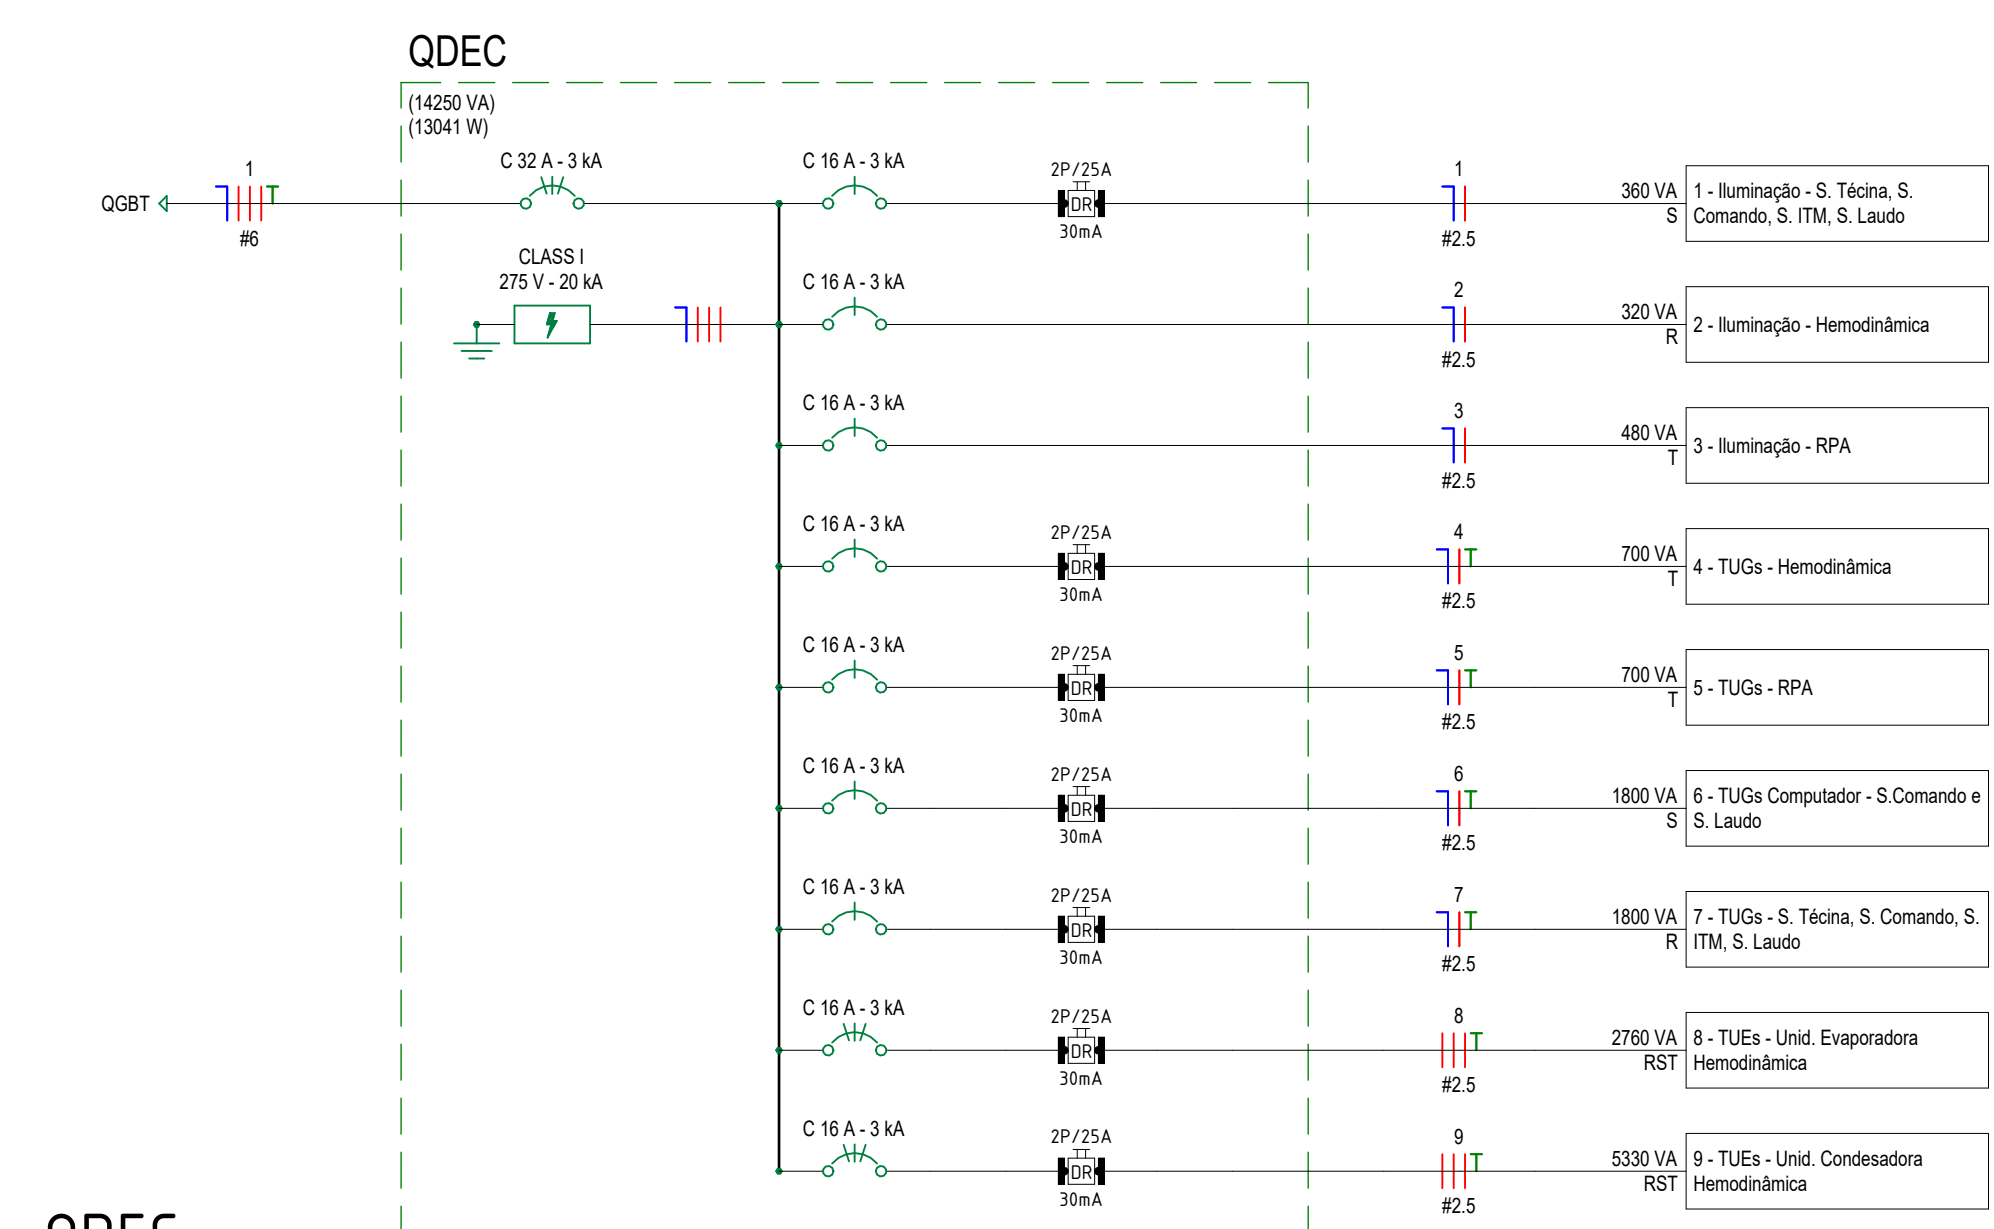 QDEC
(14250 VA)
(13041 W)
QGBT
1
#6
C 32 A - 3 kA
CLASS I
275 V - 20 kA
C 16 A - 3 kA
2P/25A
DR
30mA
1
#2.5
360 VA
S
1 - Iluminação - S. Técina, S.
Comando, S. ITM, S. Laudo
C 16 A - 3 kA
2
#2.5
320 VA
R
2 - Iluminação - Hemodinâmica
C 16 A - 3 kA
3
#2.5
480 VA
T
3 - Iluminação - RPA
C 16 A - 3 kA
2P/25A
DR
30mA
4
#2.5
700 VA
T
4 - TUGs - Hemodinâmica
C 16 A - 3 kA
2P/25A
DR
30mA
5
#2.5
700 VA
T
5 - TUGs - RPA
C 16 A - 3 kA
2P/25A
DR
30mA
6
#2.5
1800 VA
S
6 - TUGs Computador - S.Comando e
S. Laudo
C 16 A - 3 kA
2P/25A
DR
30mA
7
#2.5
1800 VA
R
7 - TUGs - S. Técina, S. Comando, S.
ITM, S. Laudo
C 16 A - 3 kA
2P/25A
DR
30mA
8
#2.5
2760 VA
RST
8 - TUEs - Unid. Evaporadora
Hemodinâmica
C 16 A - 3 kA
2P/25A
DR
30mA
9
#2.5
5330 VA
RST
9 - TUEs - Unid. Condesadora
Hemodinâmica